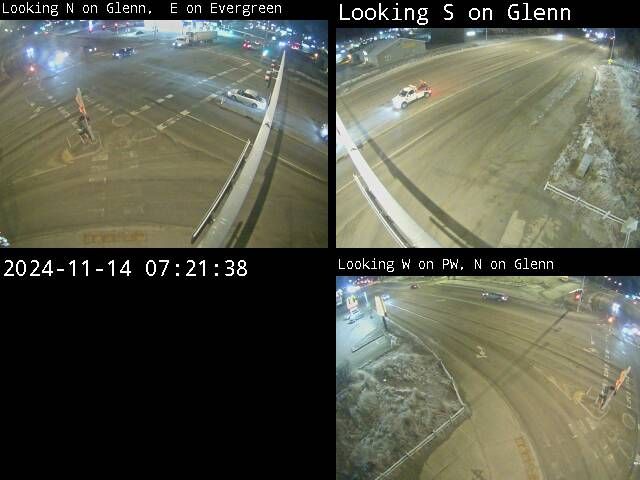 Looking N on Glenn,  E on Evergreen
Looking S on Glenn
2024-11-14 07:21:38
Looking W on PW, N on Glenn